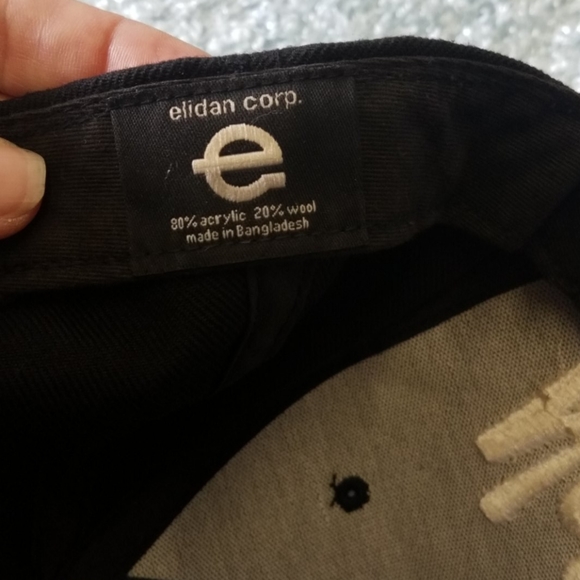 elidan corp.
e
80% acrylic 20% wool
made in Bangladesh